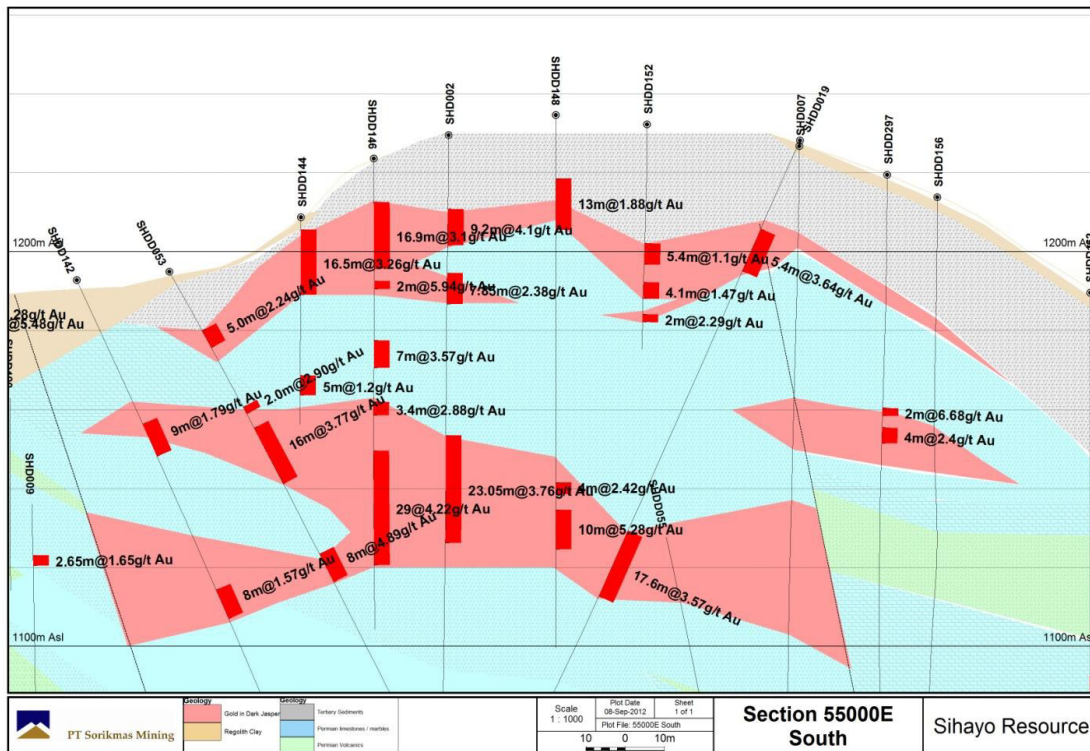 SHDD144
SHDD146
SHD002
SHDD148
SHDD152
SHD007
SHDD019
SHDD297
SHDD156
SHDD142
SHDD053
1200m A
1200m Asl
13m@1.88g/t Au
9.2m@4.1g/t Au
16.9m@3.1g/t Au
16.5m@3.26g/t Au
5.4m@1.1g/t Au
5.4m@3.64g/t Au
2m@5.94g/t Au
7.85m@2.38g/t Au
4.1m@1.47g/t Au
2m@2.29g/t Au
28g/t Au
@5.48g/t Au
5.0m@2.24g/t Au
7m@3.57g/t Au
2.0m@2.90g/t Au
5m@1.2g/t Au
3.4m@2.88g/t Au
9m@1.79g/t Au
16m@3.77g/t Au
2m@6.68g/t Au
4m@2.4g/t Au
SHD009
23.05m@3.76g/t Au
4m@2.42g/t Au
29@4.22g/t Au
10m@5.28g/t Au
8m@4.89g/t Au
2.65m@1.65g/t Au
8m@1.57g/t Au
17.6m@3.57g/t Au
1100m Asl
1100m Asl
PT Sorikmas Mining
Geology
Gold in Dark Jasper
Regolith Clay
Geology
Tertiery Sediments
Permian limestones / marbles
Permian Volcanics
Scale
1 : 1000
Plot Date
08-Sep-2012
Sheet
1 of 1
Plot File: 55000E South
10 0 10m
Section 55000E
South
Sihayo Resource